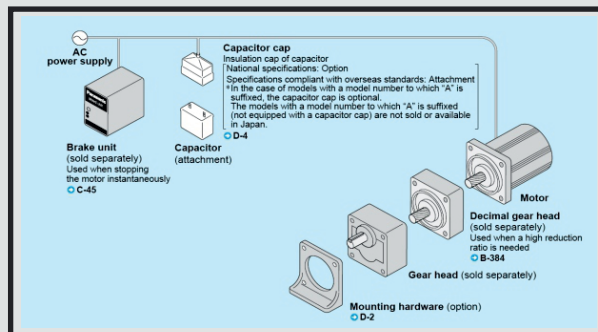 AC
power supply
Capacitor cap
Insulation cap of capacitor
National specifications: Option
Specifications compliant with overseas standards: Attachment
*In the case of models with a model number to which "A" is
suffixed, the capacitor cap is optional.
The models with a model number to which "A" is suffixed
(not equipped with a capacitor cap) are not sold or available
in Japan.
D-4
Brake unit
(sold separately)
Used when stopping
the motor instantaneously
C-45
Capacitor
(attachment)
Motor
Decimal gear head
(sold separately)
Used when a high reduction
ratio is needed
B-384
Gear head (sold separately)
Mounting hardware (option)
D-2